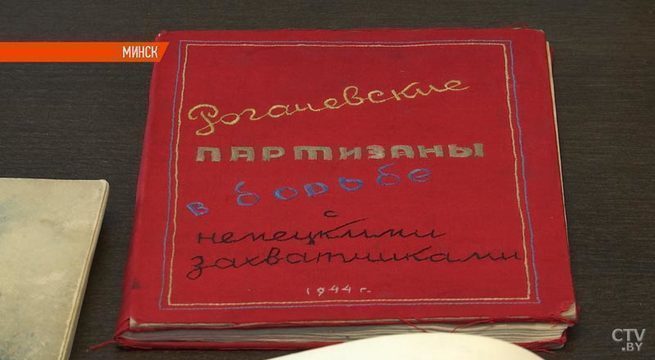 МИНСК
Рогачевские
ПАРТИЗАНЫ
в борьбе
с
немецкими
захватчиками
1944 г.
CTV
.BY